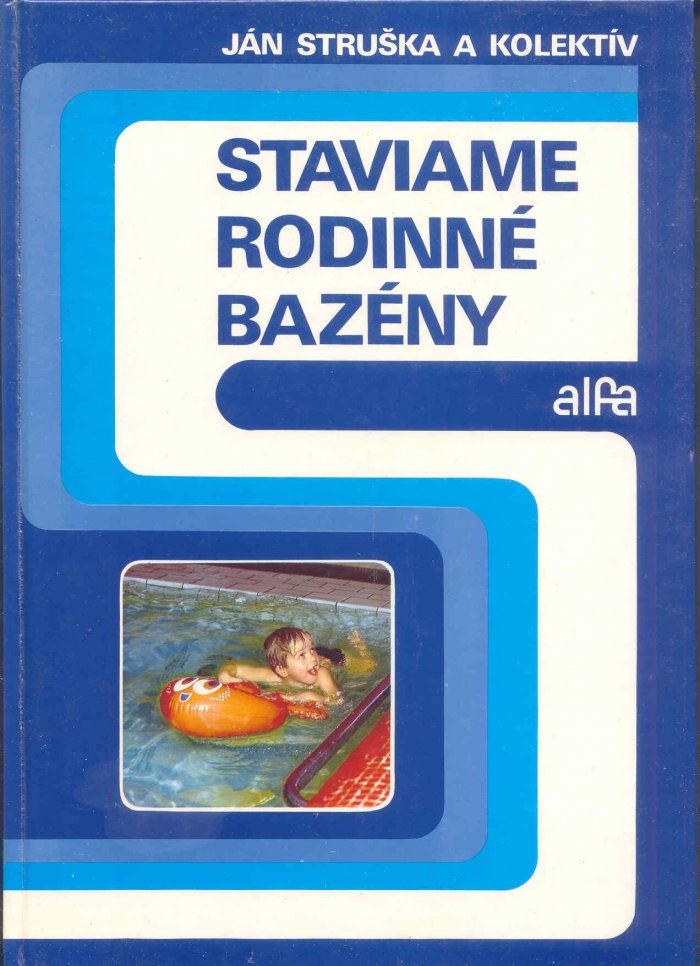 JÁN STRUŠKA A KOLEKTÍV
STAVIAME
RODINNÉ
BAZÉNY
alfa